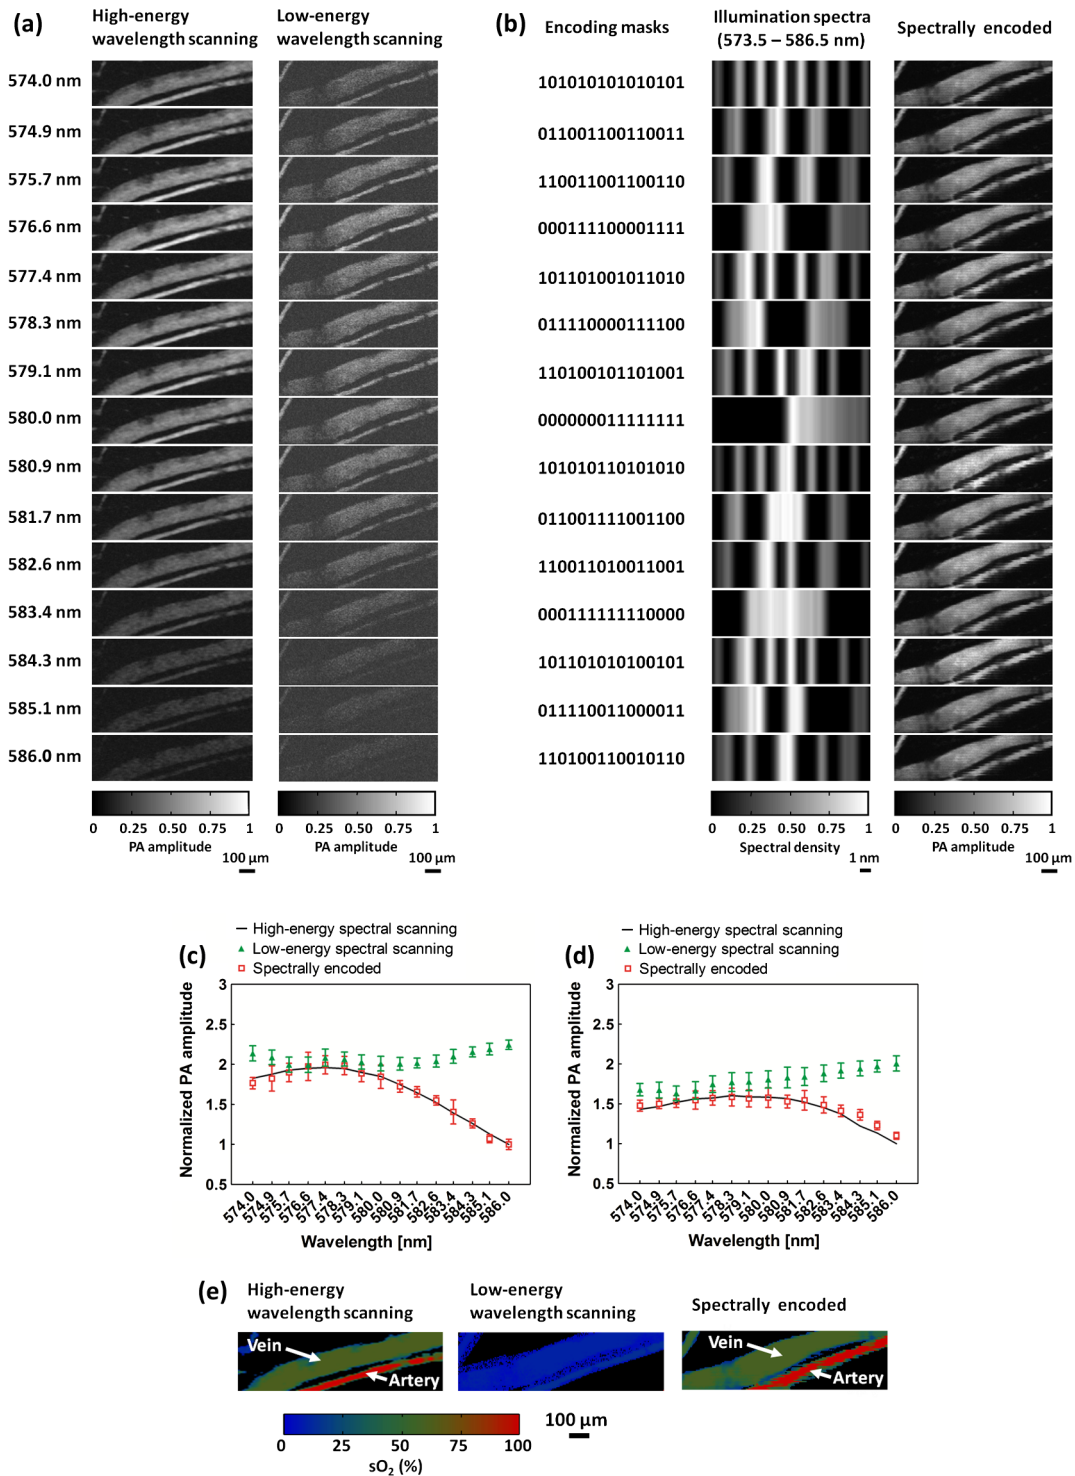 (a)
High-energy
wavelength scanning
Low-energy
wavelength scanning
574.0 nm
574.9 nm
575.7 nm
576.6 nm
577.4 nm
578.3 nm
579.1 nm
580.0 nm
580.9 nm
581.7 nm
582.6 nm
583.4 nm
584.3 nm
585.1 nm
586.0 nm
0 0.25 0.50 0.75 1
PA amplitude
100 µm
0 0.25 0.50 0.75 1
PA amplitude
100 µm
(b)
Encoding masks
Illumination spectra
(573.5 – 586.5 nm)
Spectrally encoded
101010101010101
011001100110011
110011001100110
000111100001111
101101001011010
011110000111100
110100101101001
000000011111111
101010110101010
011001111001100
110011010011001
000111111110000
101101010100101
011110011000011
110100110010110
0 0.25 0.50 0.75 1
Spectral density
1 nm
0 0.25 0.50 0.75 1
PA amplitude
100 µm
(c)
High-energy spectral scanning
Low-energy spectral scanning
Spectrally encoded
Normalized PA amplitude
3
2.5
2
1.5
1
0.5
574.0 574.9 575.7 576.6 577.4 578.3 579.1 580.0 580.9 581.7 582.6 583.4 584.3 585.1 586.0
Wavelength [nm]
(d)
High-energy spectral scanning
Low-energy spectral scanning
Spectrally encoded
Normalized PA amplitude
3
2.5
2
1.5
1
0.5
574.0 574.9 575.7 576.6 577.4 578.3 579.1 580.0 580.9 581.7 582.6 583.4 584.3 585.1 586.0
Wavelength [nm]
(e)
High-energy
wavelength scanning
Low-energy
wavelength scanning
Spectrally encoded
Vein
Artery
Vein
Artery
0 25 50 75 100
sO₂ (%)
100 µm